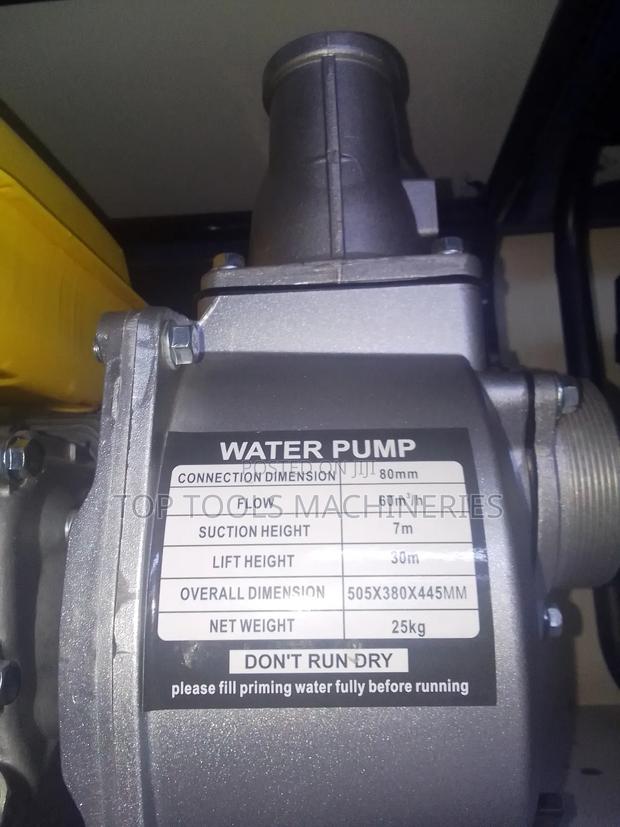 WATER PUMP
POSTED ON JIJI
CONNECTION DIMENSION 80mm
TOP TOOLS MACHINERIES
FLOW 60m³/h
SUCTION HEIGHT 7m
LIFT HEIGHT 30m
OVERALL DIMENSION 505X380X445MM
NET WEIGHT 25kg
DON'T RUN DRY
please fill priming water fully before running